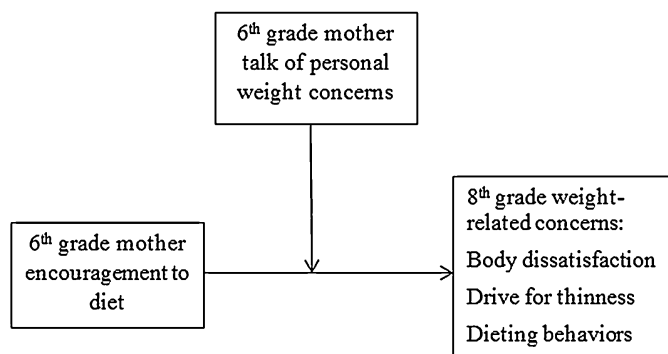 6th grade mother
talk of personal
weight concerns
6th grade mother
encouragement to
diet
8th grade weight-
related concerns:
Body dissatisfaction
Drive for thinness
Dieting behaviors